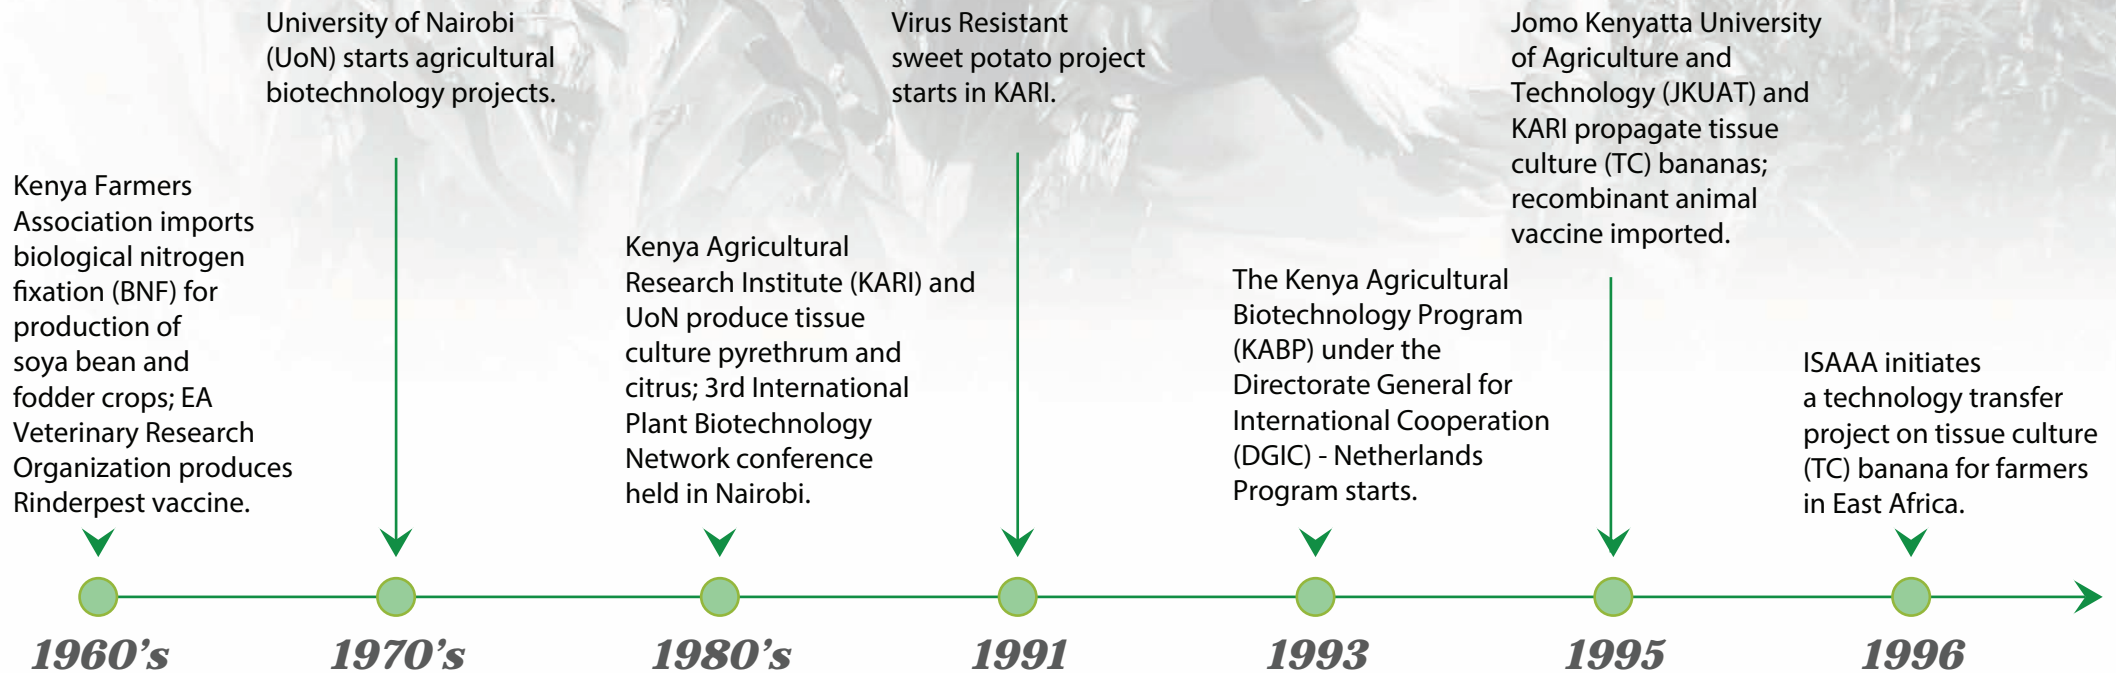 Kenya Farmers
Association imports
biological nitrogen
fixation (BNF) for
production of
soya bean and
fodder crops; EA
Veterinary Research
Organization produces
Rinderpest vaccine.
1960's
University of Nairobi
(UoN) starts agricultural
biotechnology projects.
1970's
Kenya Agricultural
Research Institute (KARI) and
UoN produce tissue
culture pyrethrum and
citrus; 3rd International
Plant Biotechnology
Network conference
held in Nairobi.
1980's
Virus Resistant
sweet potato project
starts in KARI.
1991
The Kenya Agricultural
Biotechnology Program
(KABP) under the
Directorate General for
International Cooperation
(DGIC) - Netherlands
Program starts.
1993
Jomo Kenyatta University
of Agriculture and
Technology (JKUAT) and
KARI propagate tissue
culture (TC) bananas;
recombinant animal
vaccine imported.
1995
ISAAA initiates
a technology transfer
project on tissue culture
(TC) banana for farmers
in East Africa.
1996